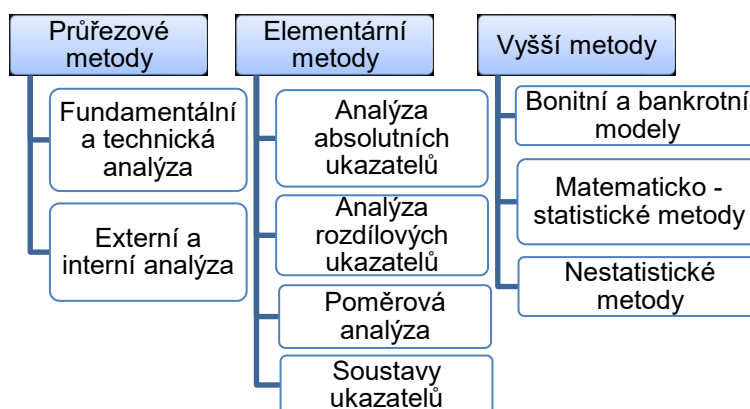 Průřezové
metody
Fundamentální
a technická
analýza
Externí a
interní analýza
Elementární
metody
Analýza
absolutních
ukazatelů
Analýza
rozdílových
ukazatelů
Poměrová
analýza
Soustavy
ukazatelů
Vyšší metody
Bonitní a bankrotní
modely
Matematicko -
statistické metody
Nestatistické
metody